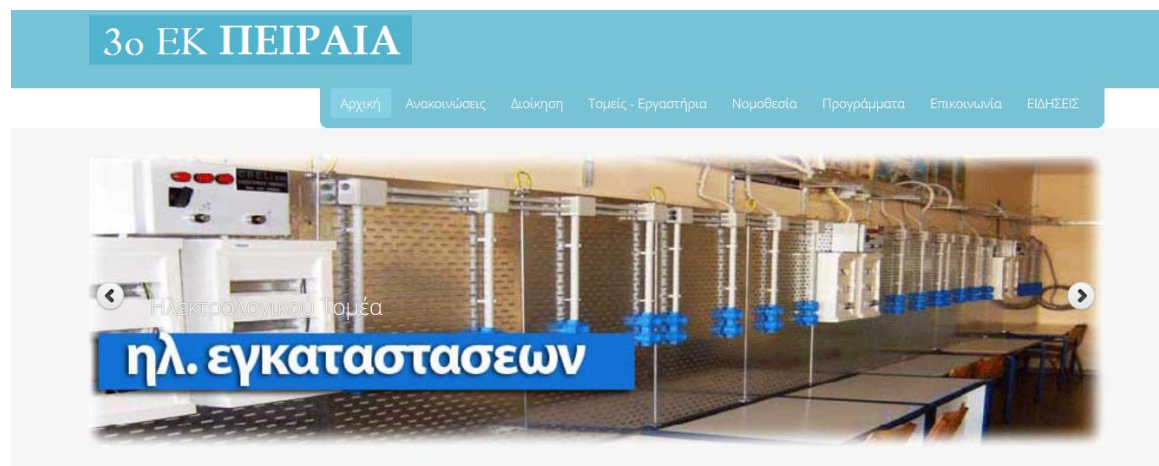 3ο ΕΚ ΠΕΙΡΑΙΑ
Αρχική Ανακοινώσεις Διοίκηση Τομείς - Εργαστήρια Νομοθεσία Προγράμματα Επικοινωνία ΕΙΔΗΣΕΙΣ
Ηλεκτρολογικού Τομέα
ηλ. εγκαταστασεων